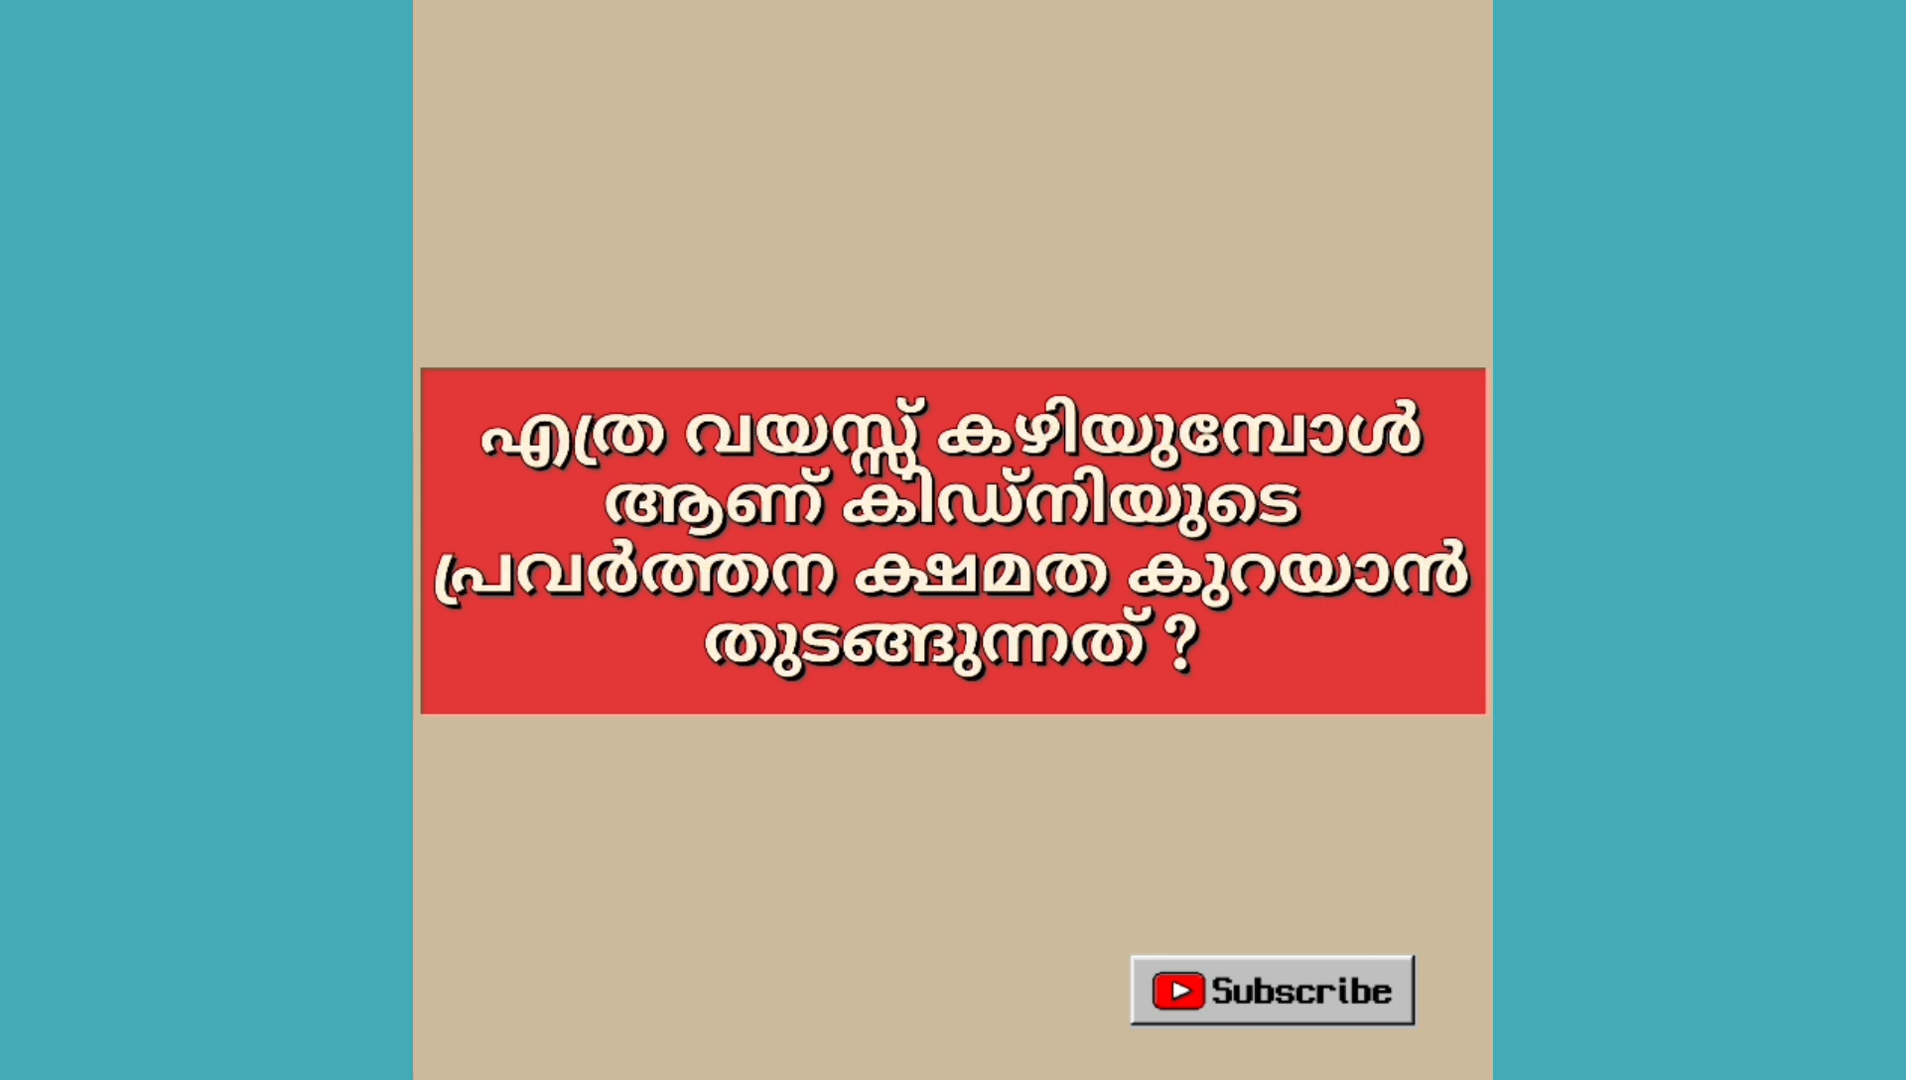 എത്ര വയസ്സ് കഴിയുമ്പോൾ
ആണ് കിഡ്നിയുടെ
പ്രവർത്തന ക്ഷമത കുറയാൻ
തുടങ്ങുന്നത് ?
Subscribe